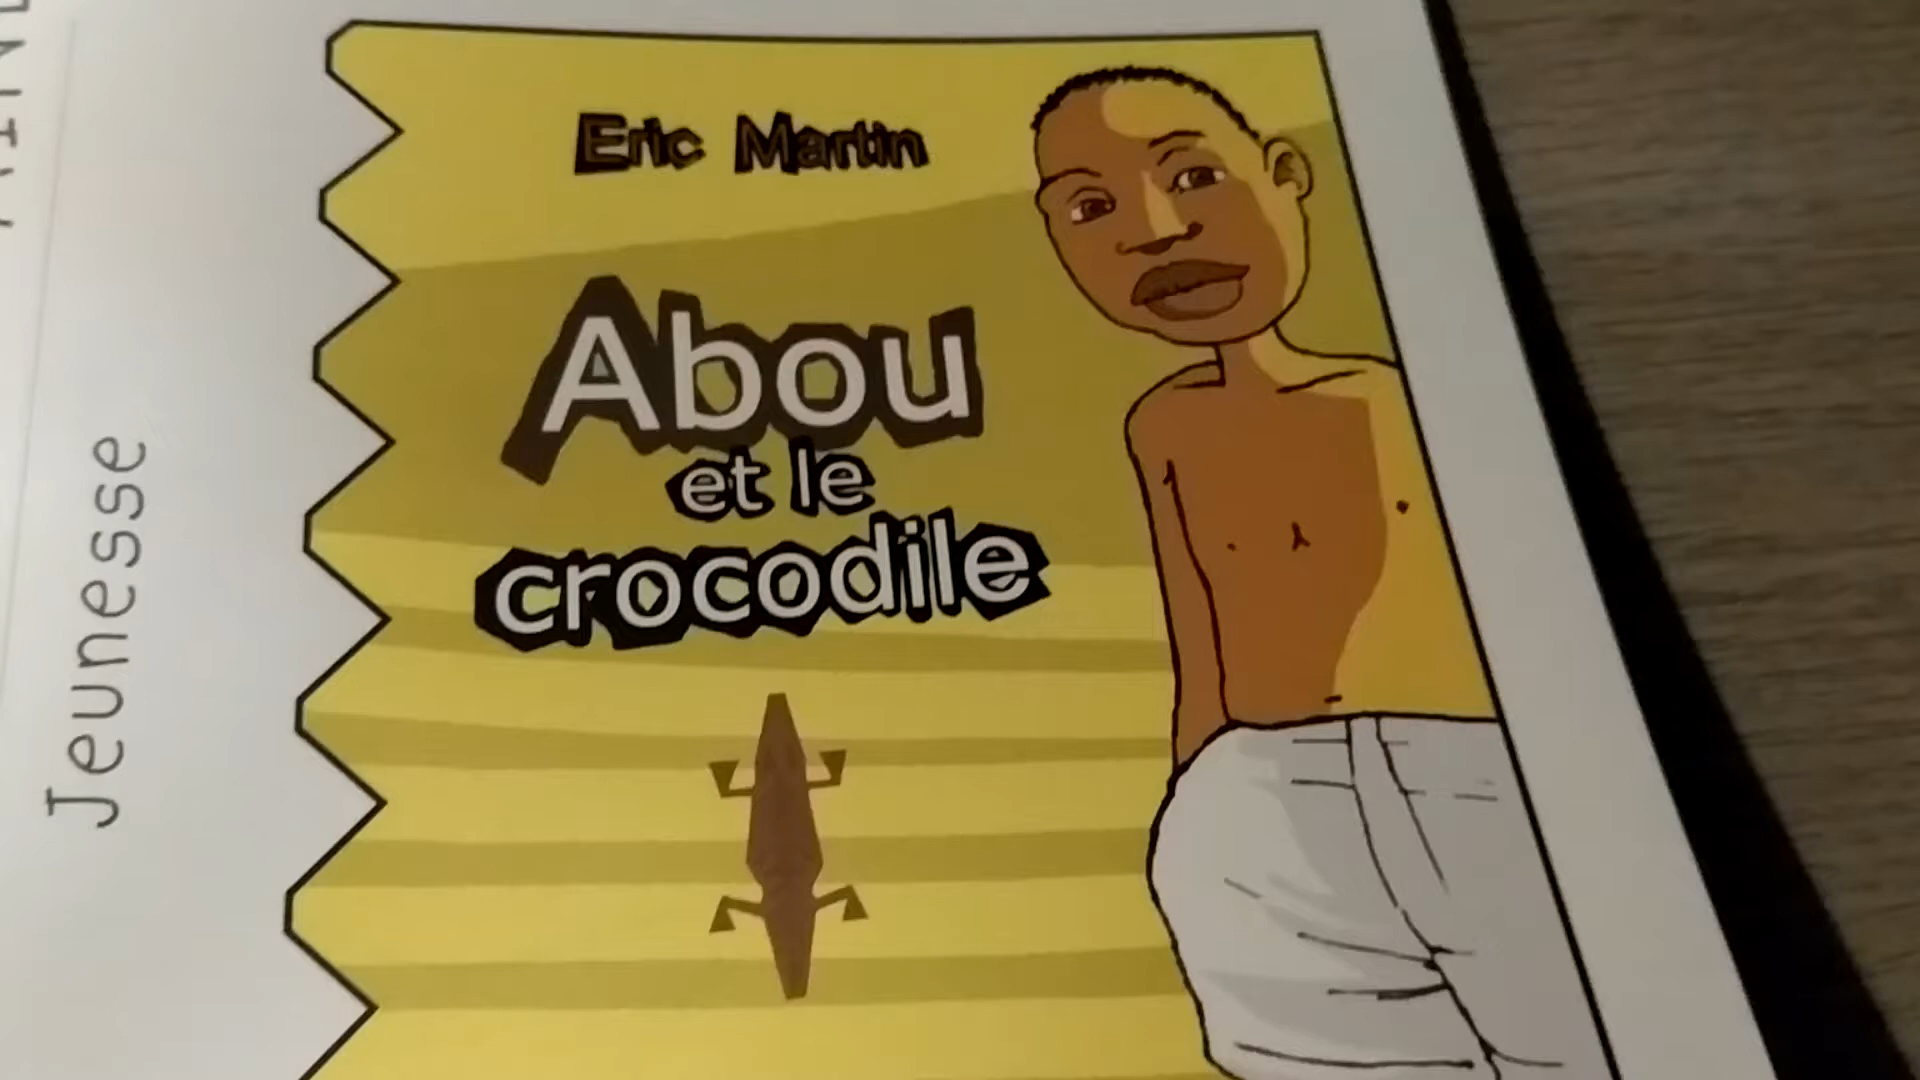 Eric Martin
Abou
et le
crocodile
Jeunesse